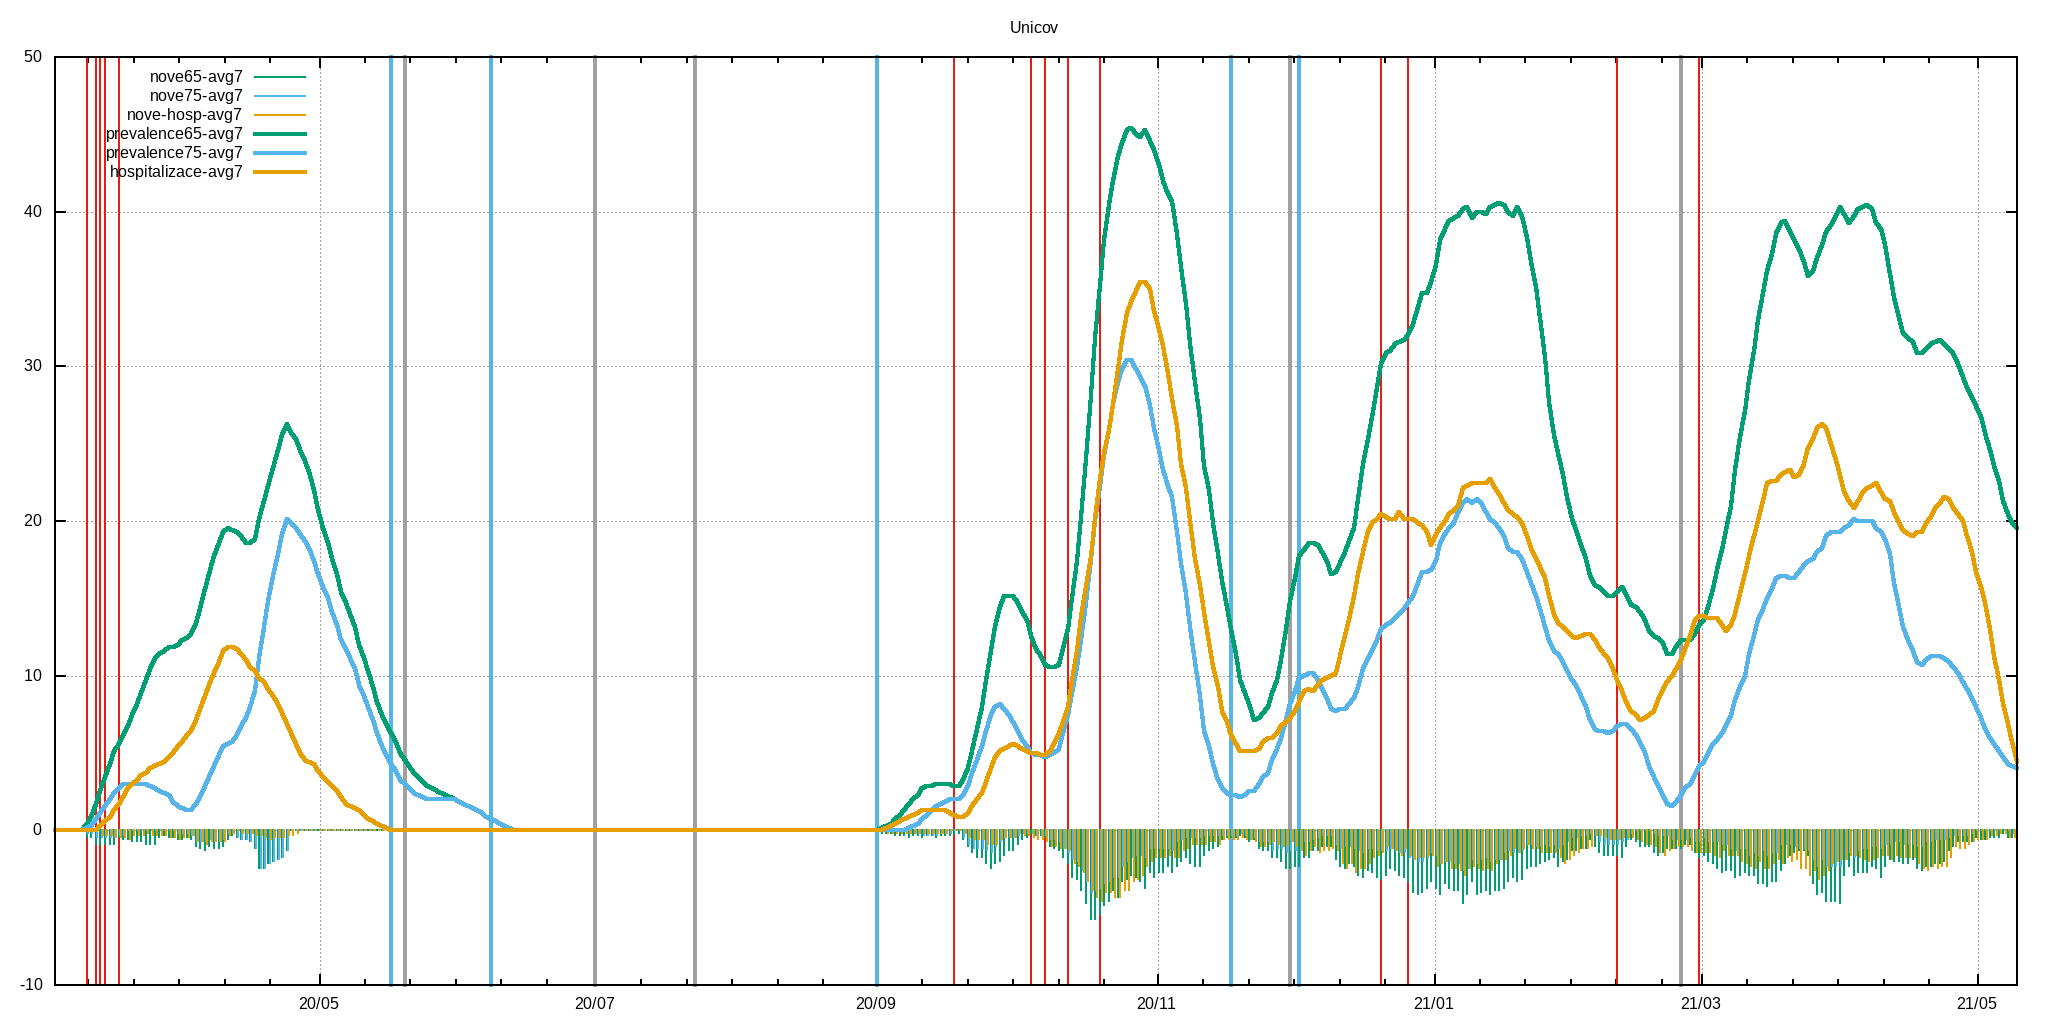 Unicov
50
nove65-avg7
nove75-avg7
nove-hosp-avg7
prevalence65-avg7
prevalence75-avg7
hospitalizace-avg7
40
30
20
10
0
-10
20/05 20/07 20/09 20/11 21/01 21/03 21/05